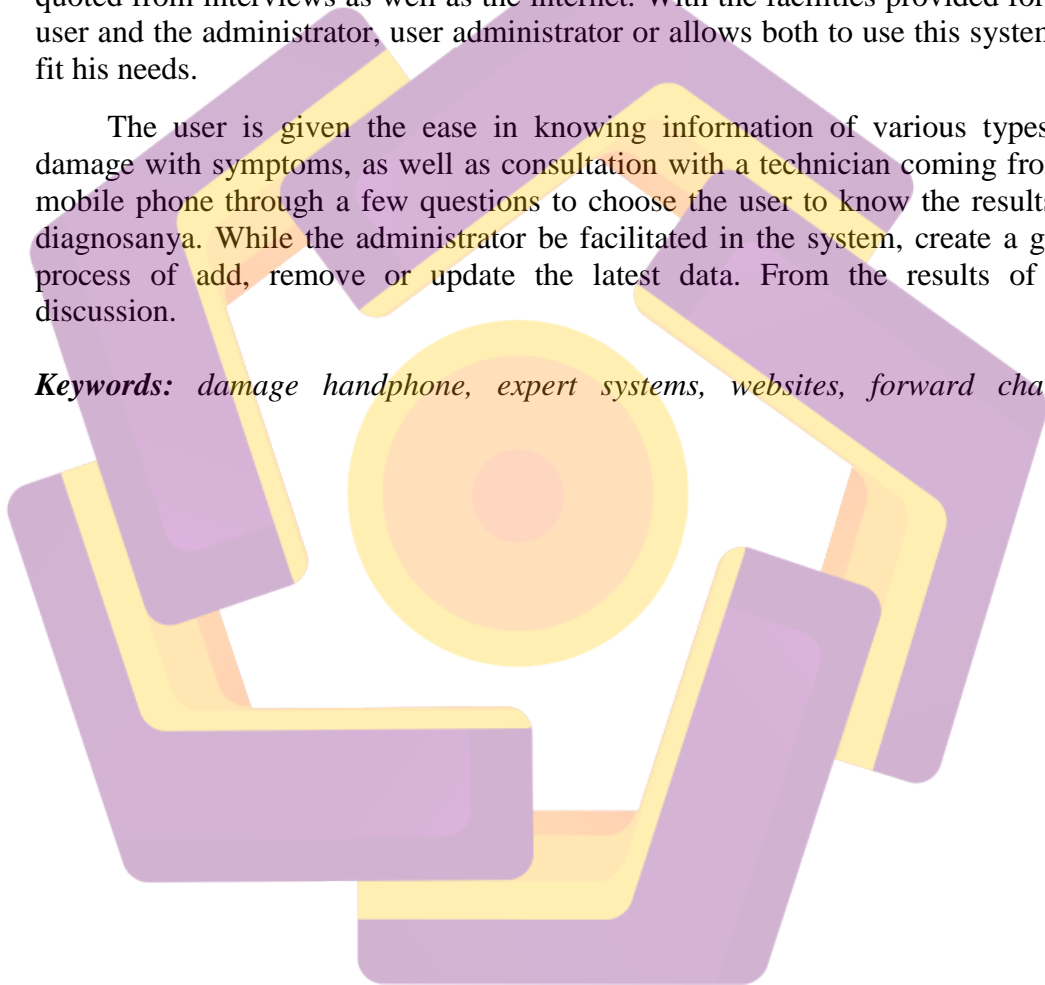 quoted from interviews as well as the internet. With the facilities provided for
user and the administrator, user administrator or allows both to use this system
fit his needs.
The user is given the ease in knowing information of various types
damage with symptoms, as well as consultation with a technician coming from
mobile phone through a few questions to choose the user to know the results
diagnosanya. While the administrator be facilitated in the system, create a g
process of add, remove or update the latest data. From the results of
discussion.
Keywords: damage handphone, expert systems, websites, forward cha